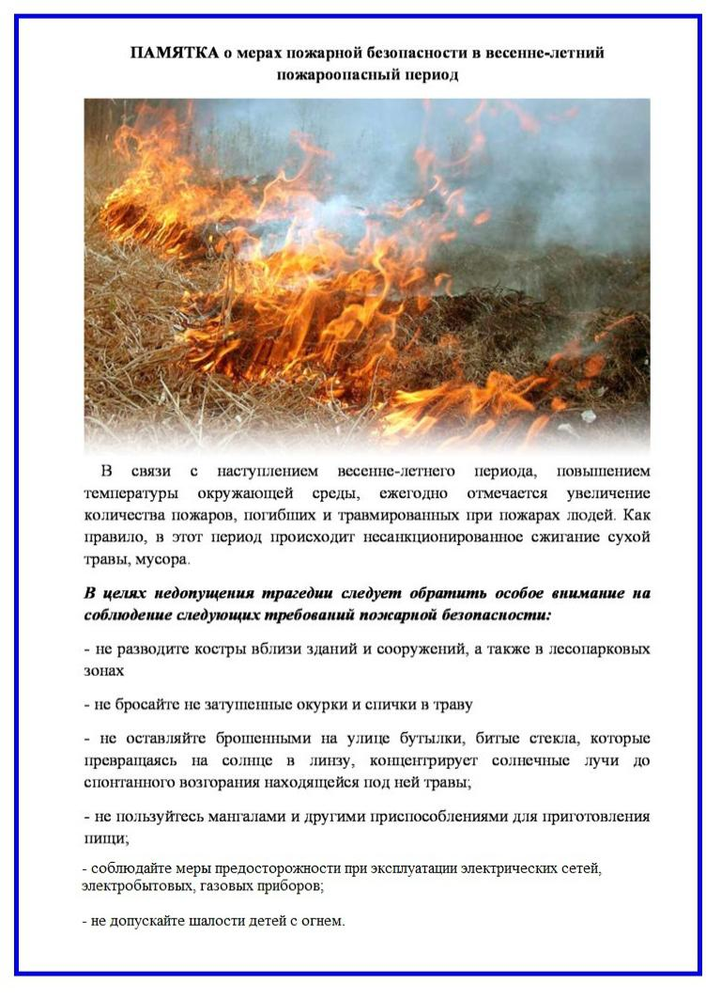 ПАМЯТКА о мерах пожарной безопасности в весенне-летний
пожароопасный период
В связи с наступлением весенне-летнего периода, повышением
температуры окружающей среды, ежегодно отмечается увеличение
количества пожаров, погибших и травмированных при пожарах людей. Как
правило, в этот период происходит несанкционированное сжигание сухой
травы, мусора.
В целях недопущения трагедии следует обратить особое внимание на
соблюдение следующих требований пожарной безопасности:
- не разводите костры вблизи зданий и сооружений, а также в лесопарковых
зонах
- не бросайте не затушенные окурки и спички в траву
- не оставляйте брошенными на улице бутылки, битые стекла, которые
превращаясь на солнце в линзу, концентрирует солнечные лучи до
спонтанного возгорания находящейся под ней травы;
- не пользуйтесь мангалами и другими приспособлениями для приготовления
пищи;
- соблюдайте меры предосторожности при эксплуатации электрических сетей,
электробытовых, газовых приборов;
- не допускайте шалости детей с огнем.